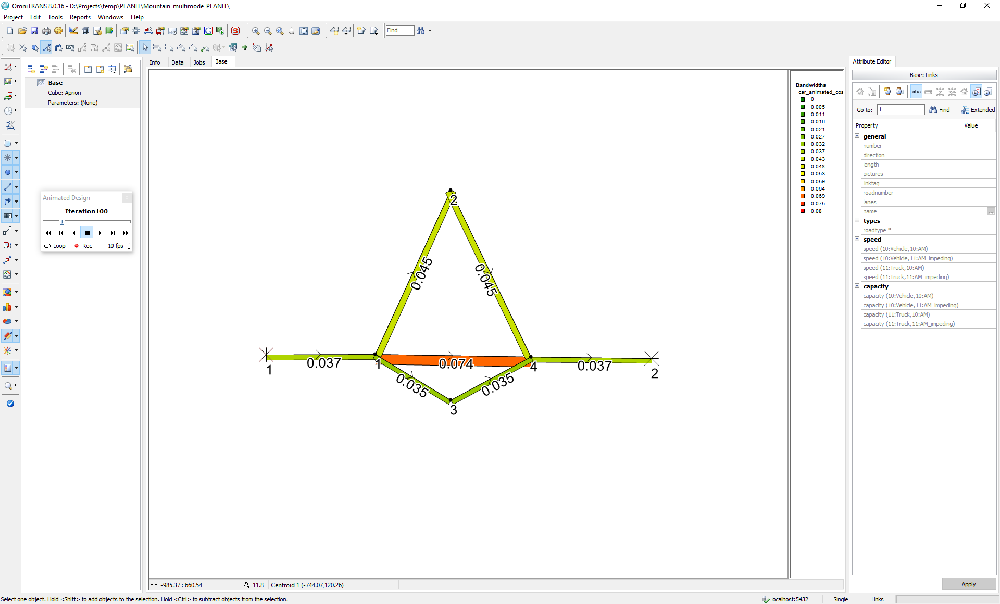 OmniTRANS 8.0.16 - D:\Projects\temp\PLANIT\Mountain_multimode_PLANIT\
Project Edit Tools Reports Windows Help
Find
Info Data Jobs Base
Base
Cube: Apriori
Parameters: (None)
Animated Design
Iteration100
Loop Rec 10 fps
2
0.045
0.045
0.037
1
1
0.074
4
0.037
2
0.035
0.035
3
Bandwidths
car_animated_cos
0
0.005
0.011
0.016
0.021
0.027
0.032
0.037
0.043
0.048
0.053
0.059
0.064
0.069
0.075
0.08
Attribute Editor
Base: Links
abc
Go to: 1 Find Extended
Property Value
general
number
direction
length
pictures
linktag
roadnumber
lanes
name ...
types
roadtype *
speed
speed (10:Vehicle,10:AM)
speed (10:Vehicle,11:AM_impeding)
speed (11:Truck,10:AM)
speed (11:Truck,11:AM_impeding)
capacity
capacity (10:Vehicle,10:AM)
capacity (10:Vehicle,11:AM_impeding)
capacity (11:Truck,10:AM)
capacity (11:Truck,11:AM_impeding)
Apply
-985.37 : 660.54 11.8 Centroid 1 (-744.07,120.26)
Select one object. Hold <Shift> to add objects to the selection. Hold <Ctrl> to subtract objects from the selection.
localhost:5432 Single Links